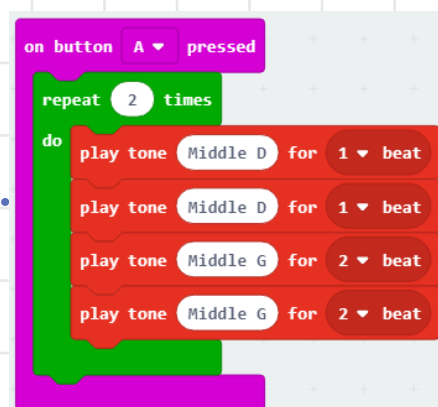 on button A pressed
repeat 2 times
do
play tone Middle D for 1 beat
play tone Middle D for 1 beat
play tone Middle G for 2 beat
play tone Middle G for 2 beat